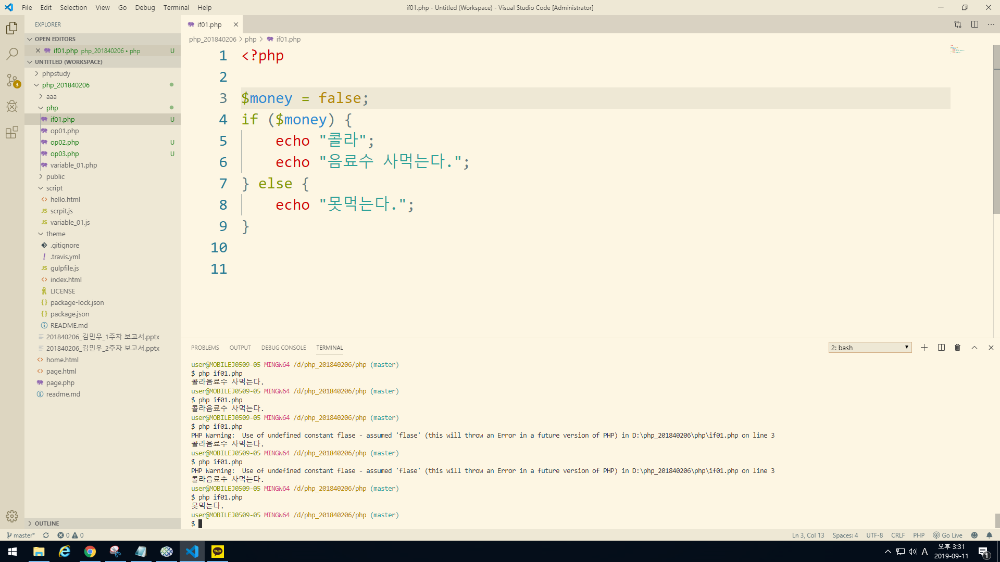 File Edit Selection View Go Debug Terminal Help
if01.php - Untitled (Workspace) - Visual Studio Code [Administrator]
EXPLORER
OPEN EDITORS
if01.php php_201840206 • php U
UNTITLED (WORKSPACE)
phpstudy
php_201840206
aaa
php
if01.php U
op01.php
op02.php U
op03.php U
variable_01.php
public
script
hello.html
JS scrpit.js
JS variable_01.js
theme
.gitignore
! .travis.yml
JS gulpfile.js
<> index.html
LICENSE
{} package-lock.json
{} package.json
README.md
201840206_김민우_1주차 보고서.pptx
201840206_김민우_2주차 보고서.pptx
<> home.html
<> page.html
page.php
readme.md
OUTLINE
3
if01.php
php_201840206 > php > if01.php
1 <?php
2
3 $money = false;
4 if ($money) {
5 echo "콜라";
6 echo "음료수 사먹는다.";
7 } else {
8 echo "못먹는다.";
9 }
10
11
PROBLEMS OUTPUT DEBUG CONSOLE TERMINAL
2: bash
user@MOBILEJ0509-05 MINGW64 /d/php_201840206/php (master)
$ php if01.php
콜라음료수 사먹는다.
user@MOBILEJ0509-05 MINGW64 /d/php_201840206/php (master)
$ php if01.php
콜라음료수 사먹는다.
user@MOBILEJ0509-05 MINGW64 /d/php_201840206/php (master)
$ php if01.php
PHP Warning:  Use of undefined constant flase - assumed 'flase' (this will throw an Error in a future version of PHP) in D:\php_201840206\php\if01.php on line 3
콜라음료수 사먹는다.
user@MOBILEJ0509-05 MINGW64 /d/php_201840206/php (master)
$ php if01.php
PHP Warning:  Use of undefined constant flase - assumed 'flase' (this will throw an Error in a future version of PHP) in D:\php_201840206\php\if01.php on line 3
콜라음료수 사먹는다.
user@MOBILEJ0509-05 MINGW64 /d/php_201840206/php (master)
$ php if01.php
못먹는다.
user@MOBILEJ0509-05 MINGW64 /d/php_201840206/php (master)
$
master* 0 0
Ln 3, Col 13 Spaces: 4 UTF-8 CRLF PHP Go Live
TALK
A
오후 3:31
2019-09-11
1